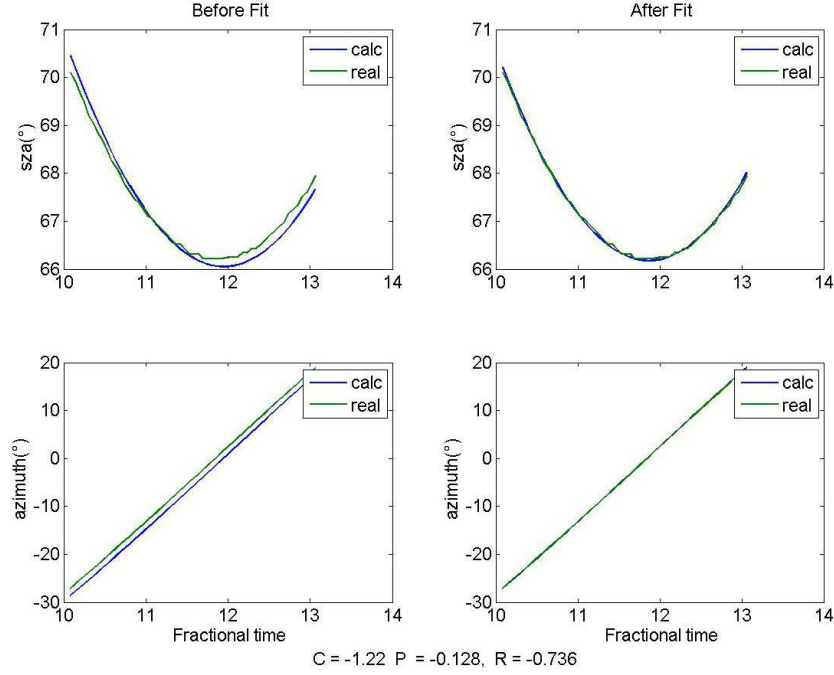 Before Fit
71
70
69
68
67
66
sza(°)
10 11 12 13 14
calc
real
After Fit
71
70
69
68
67
66
sza(°)
10 11 12 13 14
calc
real
20
10
0
-10
-20
-30
azimuth(°)
10 11 12 13 14
Fractional time
calc
real
20
10
0
-10
-20
-30
azimuth(°)
10 11 12 13 14
Fractional time
calc
real
C = -1.22 P = -0.128, R = -0.736